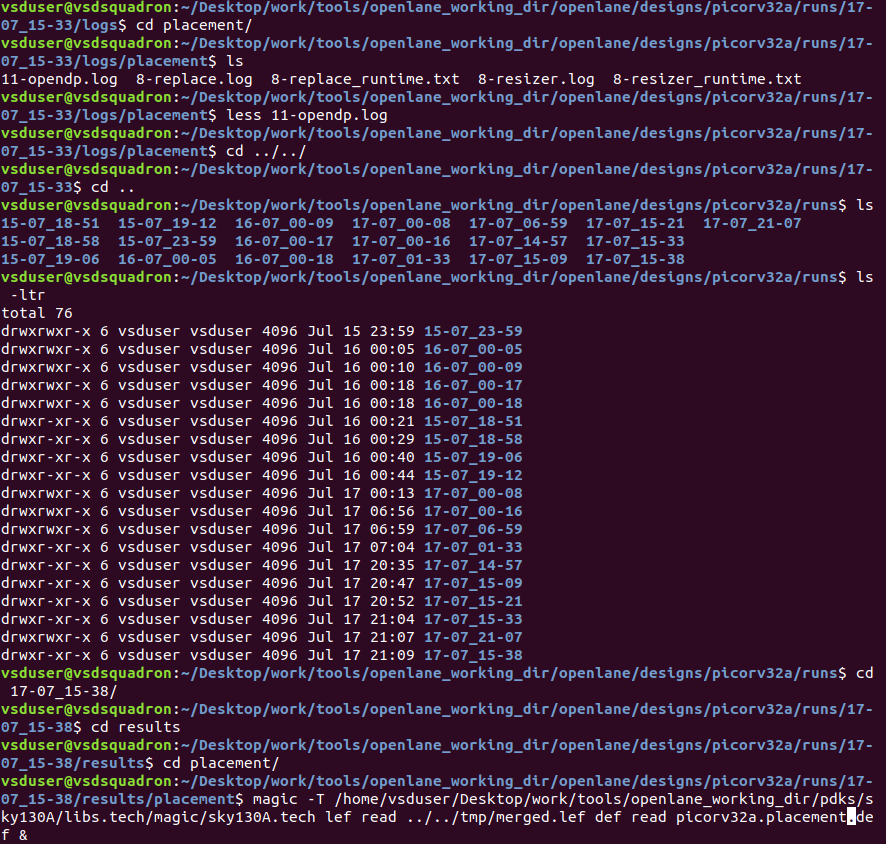 vsduser@vsdsquadron:~/Desktop/work/tools/openlane_working_dir/openlane/designs/picorv32a/runs/17-
07_15-33/logs$ cd placement/
vsduser@vsdsquadron:~/Desktop/work/tools/openlane_working_dir/openlane/designs/picorv32a/runs/17-
07_15-33/logs/placement$ ls
11-opendp.log  8-replace.log  8-replace_runtime.txt  8-resizer.log  8-resizer_runtime.txt
vsduser@vsdsquadron:~/Desktop/work/tools/openlane_working_dir/openlane/designs/picorv32a/runs/17-
07_15-33/logs/placement$ less 11-opendp.log
vsduser@vsdsquadron:~/Desktop/work/tools/openlane_working_dir/openlane/designs/picorv32a/runs/17-
07_15-33/logs/placement$ cd ../../
vsduser@vsdsquadron:~/Desktop/work/tools/openlane_working_dir/openlane/designs/picorv32a/runs/17-
07_15-33$ cd ..
vsduser@vsdsquadron:~/Desktop/work/tools/openlane_working_dir/openlane/designs/picorv32a/runs$ ls
15-07_18-51  15-07_19-12  16-07_00-09  17-07_00-08  17-07_06-59  17-07_15-21  17-07_21-07
15-07_18-58  15-07_23-59  16-07_00-17  17-07_00-16  17-07_14-57  17-07_15-33
15-07_19-06  16-07_00-05  16-07_00-18  17-07_01-33  17-07_15-09  17-07_15-38
vsduser@vsdsquadron:~/Desktop/work/tools/openlane_working_dir/openlane/designs/picorv32a/runs$ ls
 -ltr
total 76
drwxrwxr-x 6 vsduser vsduser 4096 Jul 15 23:59 15-07_23-59
drwxrwxr-x 6 vsduser vsduser 4096 Jul 16 00:05 16-07_00-05
drwxrwxr-x 6 vsduser vsduser 4096 Jul 16 00:10 16-07_00-09
drwxrwxr-x 6 vsduser vsduser 4096 Jul 16 00:18 16-07_00-17
drwxrwxr-x 6 vsduser vsduser 4096 Jul 16 00:18 16-07_00-18
drwxr-xr-x 6 vsduser vsduser 4096 Jul 16 00:21 15-07_18-51
drwxr-xr-x 6 vsduser vsduser 4096 Jul 16 00:29 15-07_18-58
drwxr-xr-x 6 vsduser vsduser 4096 Jul 16 00:40 15-07_19-06
drwxr-xr-x 6 vsduser vsduser 4096 Jul 16 00:44 15-07_19-12
drwxrwxr-x 6 vsduser vsduser 4096 Jul 17 00:13 17-07_00-08
drwxrwxr-x 6 vsduser vsduser 4096 Jul 17 06:56 17-07_00-16
drwxrwxr-x 6 vsduser vsduser 4096 Jul 17 06:59 17-07_06-59
drwxr-xr-x 6 vsduser vsduser 4096 Jul 17 07:04 17-07_01-33
drwxr-xr-x 6 vsduser vsduser 4096 Jul 17 20:35 17-07_14-57
drwxr-xr-x 6 vsduser vsduser 4096 Jul 17 20:47 17-07_15-09
drwxr-xr-x 6 vsduser vsduser 4096 Jul 17 20:52 17-07_15-21
drwxr-xr-x 6 vsduser vsduser 4096 Jul 17 21:04 17-07_15-33
drwxrwxr-x 6 vsduser vsduser 4096 Jul 17 21:07 17-07_21-07
drwxr-xr-x 6 vsduser vsduser 4096 Jul 17 21:09 17-07_15-38
vsduser@vsdsquadron:~/Desktop/work/tools/openlane_working_dir/openlane/designs/picorv32a/runs$ cd
 17-07_15-38/
vsduser@vsdsquadron:~/Desktop/work/tools/openlane_working_dir/openlane/designs/picorv32a/runs/17-
07_15-38$ cd results
vsduser@vsdsquadron:~/Desktop/work/tools/openlane_working_dir/openlane/designs/picorv32a/runs/17-
07_15-38/results$ cd placement/
vsduser@vsdsquadron:~/Desktop/work/tools/openlane_working_dir/openlane/designs/picorv32a/runs/17-
07_15-38/results/placement$ magic -T /home/vsduser/Desktop/work/tools/openlane_working_dir/pdks/s
ky130A/libs.tech/magic/sky130A.tech lef read ../../tmp/merged.lef def read picorv32a.placement.de
f &